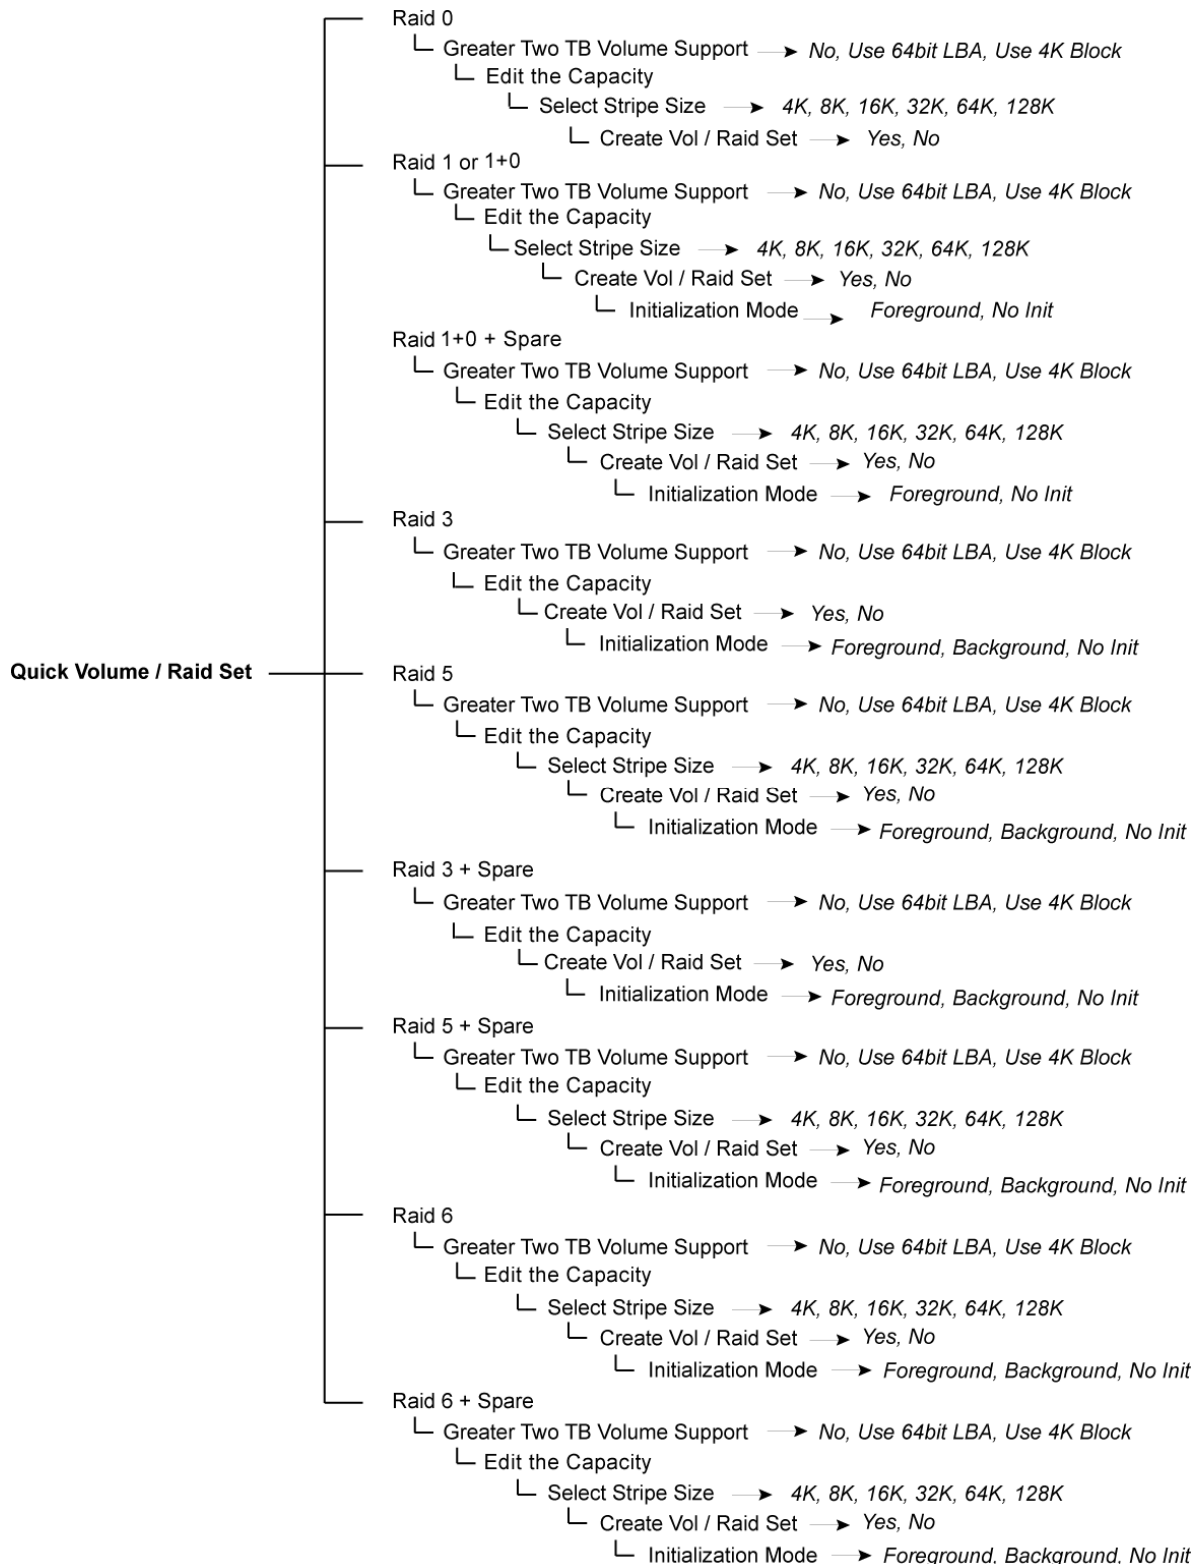 Raid 0
Greater Two TB Volume Support No, Use 64bit LBA, Use 4K Block
Edit the Capacity
Select Stripe Size 4K, 8K, 16K, 32K, 64K, 128K
Create Vol / Raid Set Yes, No
Raid 1 or 1+0
Greater Two TB Volume Support No, Use 64bit LBA, Use 4K Block
Edit the Capacity
Select Stripe Size 4K, 8K, 16K, 32K, 64K, 128K
Create Vol / Raid Set Yes, No
Initialization Mode Foreground, No Init
Raid 1+0 + Spare
Greater Two TB Volume Support No, Use 64bit LBA, Use 4K Block
Edit the Capacity
Select Stripe Size 4K, 8K, 16K, 32K, 64K, 128K
Create Vol / Raid Set Yes, No
Initialization Mode Foreground, No Init
Raid 3
Greater Two TB Volume Support No, Use 64bit LBA, Use 4K Block
Edit the Capacity
Create Vol / Raid Set Yes, No
Initialization Mode Foreground, Background, No Init
Quick Volume / Raid Set Raid 5
Greater Two TB Volume Support No, Use 64bit LBA, Use 4K Block
Edit the Capacity
Select Stripe Size 4K, 8K, 16K, 32K, 64K, 128K
Create Vol / Raid Set Yes, No
Initialization Mode Foreground, Background, No Init
Raid 3 + Spare
Greater Two TB Volume Support No, Use 64bit LBA, Use 4K Block
Edit the Capacity
Create Vol / Raid Set Yes, No
Initialization Mode Foreground, Background, No Init
Raid 5 + Spare
Greater Two TB Volume Support No, Use 64bit LBA, Use 4K Block
Edit the Capacity
Select Stripe Size 4K, 8K, 16K, 32K, 64K, 128K
Create Vol / Raid Set Yes, No
Initialization Mode Foreground, Background, No Init
Raid 6
Greater Two TB Volume Support No, Use 64bit LBA, Use 4K Block
Edit the Capacity
Select Stripe Size 4K, 8K, 16K, 32K, 64K, 128K
Create Vol / Raid Set Yes, No
Initialization Mode Foreground, Background, No Init
Raid 6 + Spare
Greater Two TB Volume Support No, Use 64bit LBA, Use 4K Block
Edit the Capacity
Select Stripe Size 4K, 8K, 16K, 32K, 64K, 128K
Create Vol / Raid Set Yes, No
Initialization Mode Foreground, Background, No Init